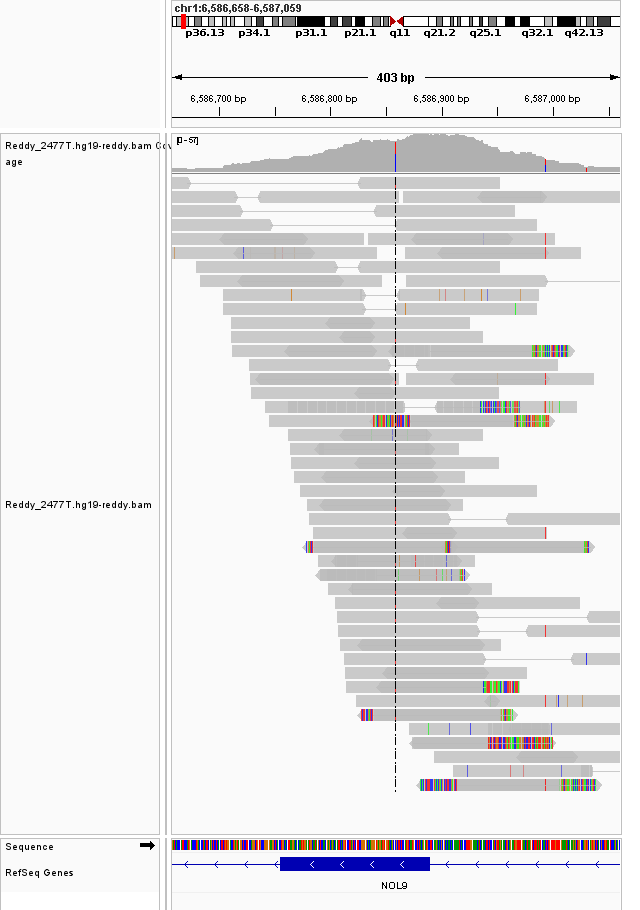 chr1:6,586,658-6,587,059
p36.13 p34.1 p31.1 p21.1 q11 q21.2 q25.1 q32.1 q42.13
403 bp
6,586,700 bp 6,586,800 bp 6,586,900 bp 6,587,000 bp
[0-57]
Reddy_2477T.hg19-reddy.bam Cov
age
Reddy_2477T.hg19-reddy.bam
Sequence
RefSeq Genes
NOL9